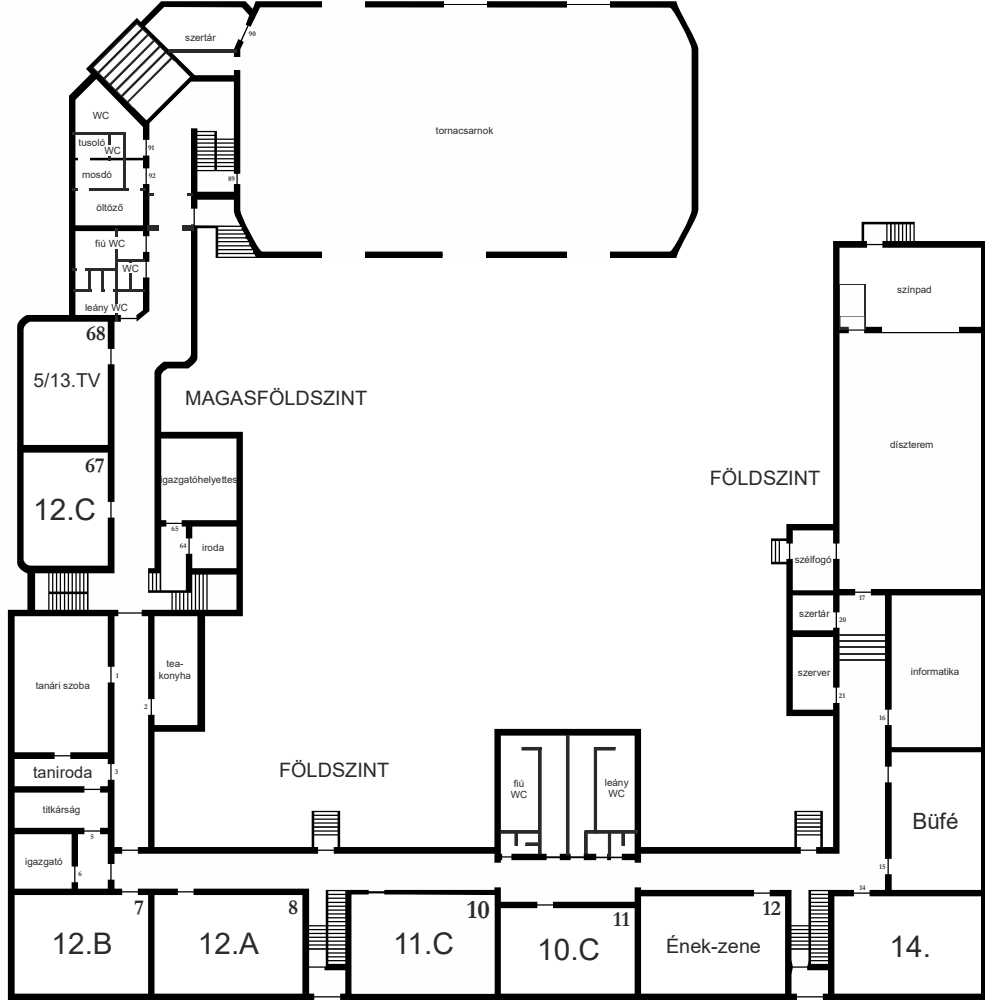 szertár
90
tornacsarnok
WC
tusoló
WC
91
mosdó
92
89
öltöző
fiú WC
WC
leány WC
színpad
68
5/13.TV
MAGASFÖLDSZINT
díszterem
67
12.C
igazgatóhelyettes
FÖLDSZINT
65
64
iroda
szélfogó
17
szertár
20
tea-
konyha
tanári szoba
1
2
szerver
21
informatika
16
FÖLDSZINT
taniroda
3
titkárság
5
fiú
WC
leány
WC
Büfé
igazgató
6
15
14
7
12.B
8
12.A
10
11.C
11
10.C
12
Ének-zene
14.